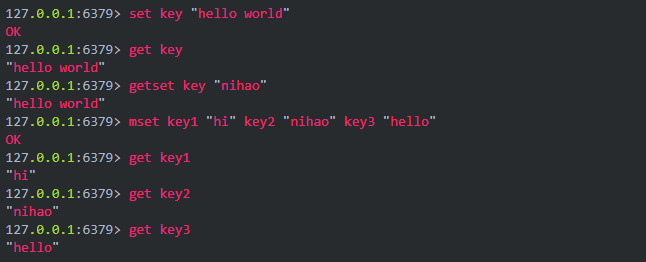 127.0.0.1:6379> set key "hello world"
OK
127.0.0.1:6379> get key
"hello world"
127.0.0.1:6379> getset key "nihao"
"hello world"
127.0.0.1:6379> mset key1 "hi" key2 "nihao" key3 "hello"
OK
127.0.0.1:6379> get key1
"hi"
127.0.0.1:6379> get key2
"nihao"
127.0.0.1:6379> get key3
"hello"